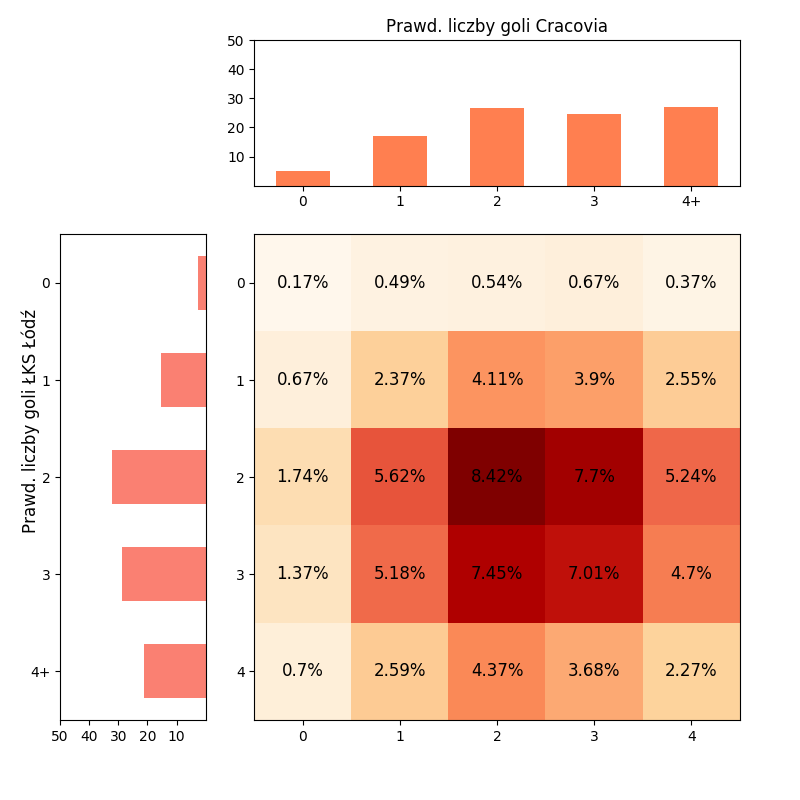 Prawd. liczby goli Cracovia
50
40
30
20
10
0 1 2 3 4+
Prawd. liczby goli ŁKS Łódź
0
1
2
3
4+
50 40 30 20 10
0 0.17% 0.49% 0.54% 0.67% 0.37%
1 0.67% 2.37% 4.11% 3.9% 2.55%
2 1.74% 5.62% 8.42% 7.7% 5.24%
3 1.37% 5.18% 7.45% 7.01% 4.7%
4 0.7% 2.59% 4.37% 3.68% 2.27%
0 1 2 3 4